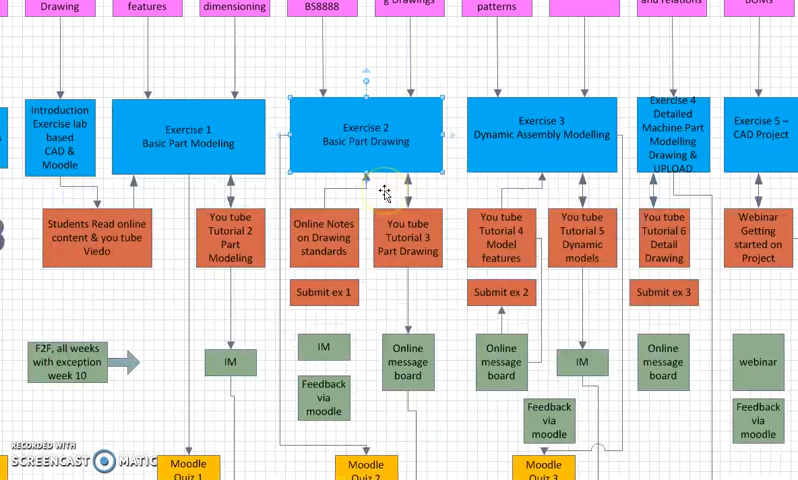 Drawing
features
dimensioning
BS8888
g Drawings
patterns
and relations
BOMs
Introduction
Exercise lab
based
CAD &
Moodle
Exercise 1
Basic Part Modeling
Exercise 2
Basic Part Drawing
Exercise 3
Dynamic Assembly Modelling
Exercise 4
Detailed
Machine Part
Modelling
Drawing &
UPLOAD
Exercise 5 –
CAD Project
Students Read online
content & you tube
Viedo
You tube
Tutorial 2
Part
Modeling
Online Notes
on Drawing
standards
You tube
Tutorial 3
Part Drawing
You tube
Tutorial 4
Model
features
You tube
Tutorial 5
Dynamic
models
You tube
Tutorial 6
Detail
Drawing
Webinar
Getting
started on
Project
Submit ex 1
Submit ex 2
Submit ex 3
F2F, all weeks
with exception
week 10
IM
IM
Feedback
via
moodle
Online
message
board
Online
message
board
IM
Feedback
via
moodle
Online
message
board
webinar
Feedback
via
moodle
Moodle
Quiz 1
Moodle
Quiz 2
Moodle
Quiz 3
RECORDED WITH
SCREENCAST MATIC